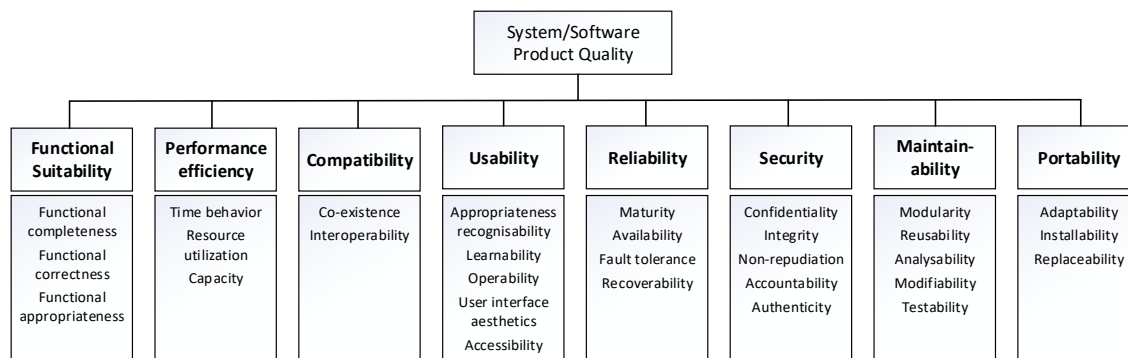 System/Software
Product Quality
Functional
Suitability
Performance
efficiency
Compatibility
Usability
Reliability
Security
Maintain-
ability
Portability
Functional
completeness
Functional
correctness
Functional
appropriateness
Time behavior
Resource
utilization
Capacity
Co-existence
Interoperability
Appropriateness
recognisability
Learnability
Operability
User interface
aesthetics
Accessibility
Maturity
Availability
Fault tolerance
Recoverability
Confidentiality
Integrity
Non-repudiation
Accountability
Authenticity
Modularity
Reusability
Analysability
Modifiability
Testability
Adaptability
Installability
Replaceability